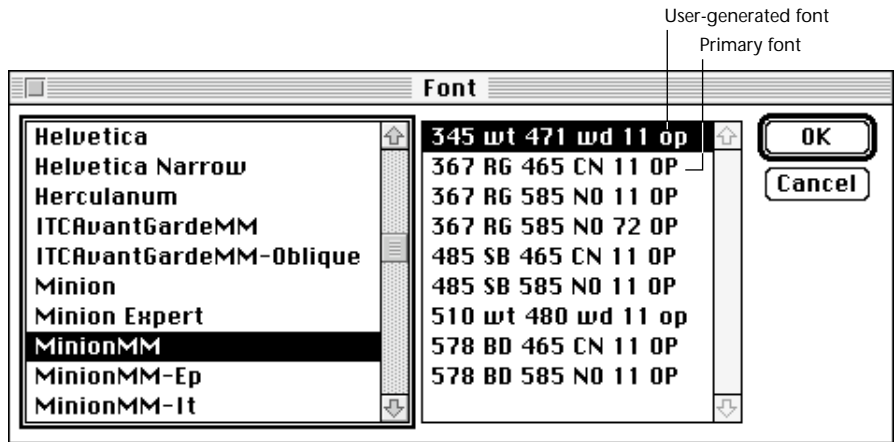 User-generated font
Primary font
Font
Helvetica
Helvetica Narrow
Herculanum
ITCAvantGardeMM
ITCAvantGardeMM-Oblique
Minion
Minion Expert
MinionMM
MinionMM-Ep
MinionMM-It
345 wt 471 wd 11 op
367 RG 465 CN 11 OP
367 RG 585 NO 11 OP
367 RG 585 NO 72 OP
485 SB 465 CN 11 OP
485 SB 585 NO 11 OP
510 wt 480 wd 11 op
578 BD 465 CN 11 OP
578 BD 585 NO 11 OP
OK
Cancel